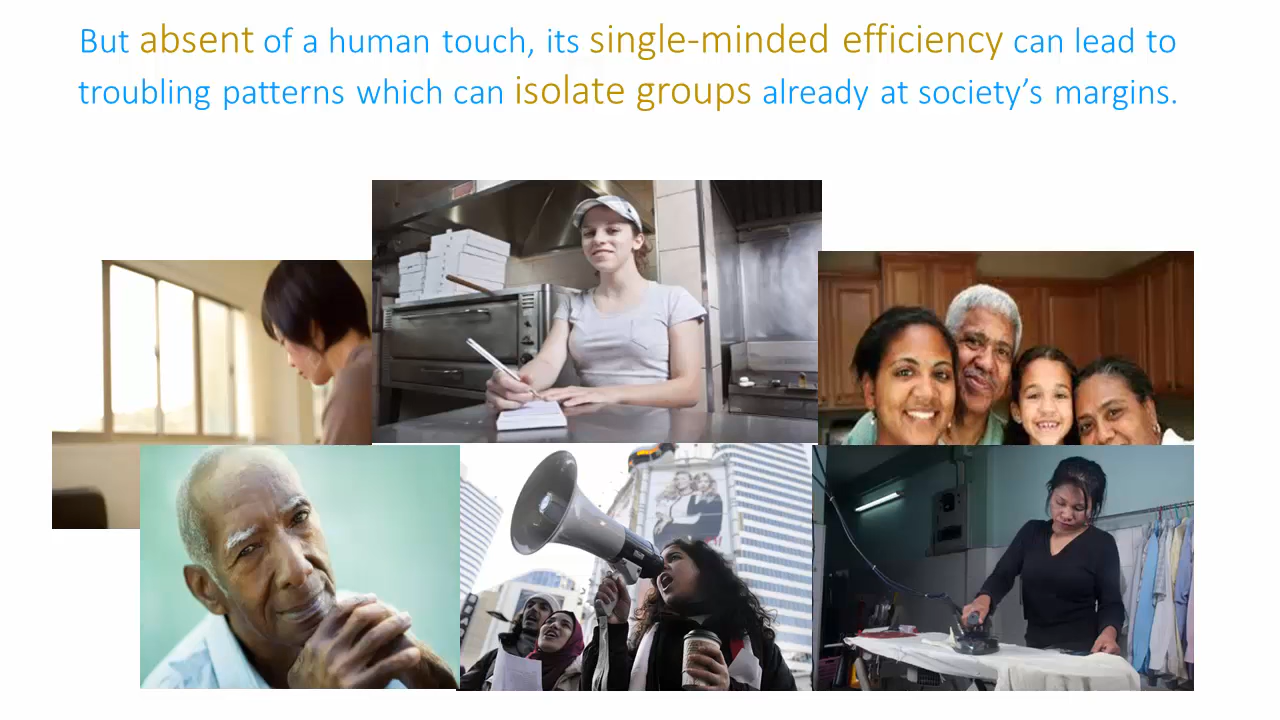 But absent of a human touch, its single-minded efficiency can lead to
troubling patterns which can isolate groups already at society’s margins.